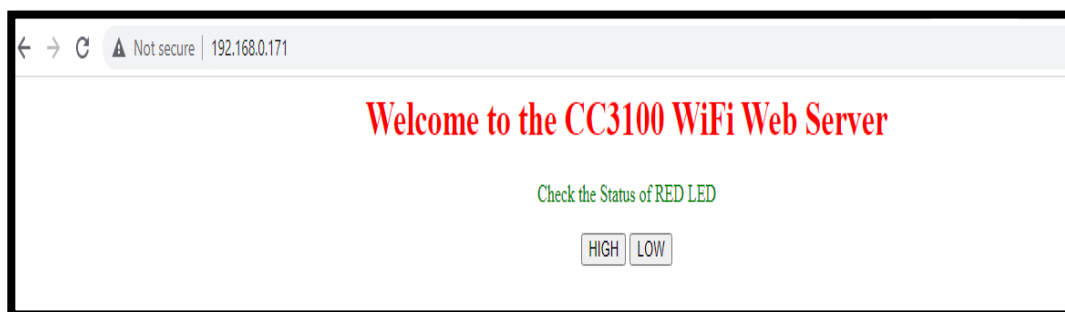 Not secure | 192.168.0.171
Welcome to the CC3100 WiFi Web Server
Check the Status of RED LED
HIGH LOW